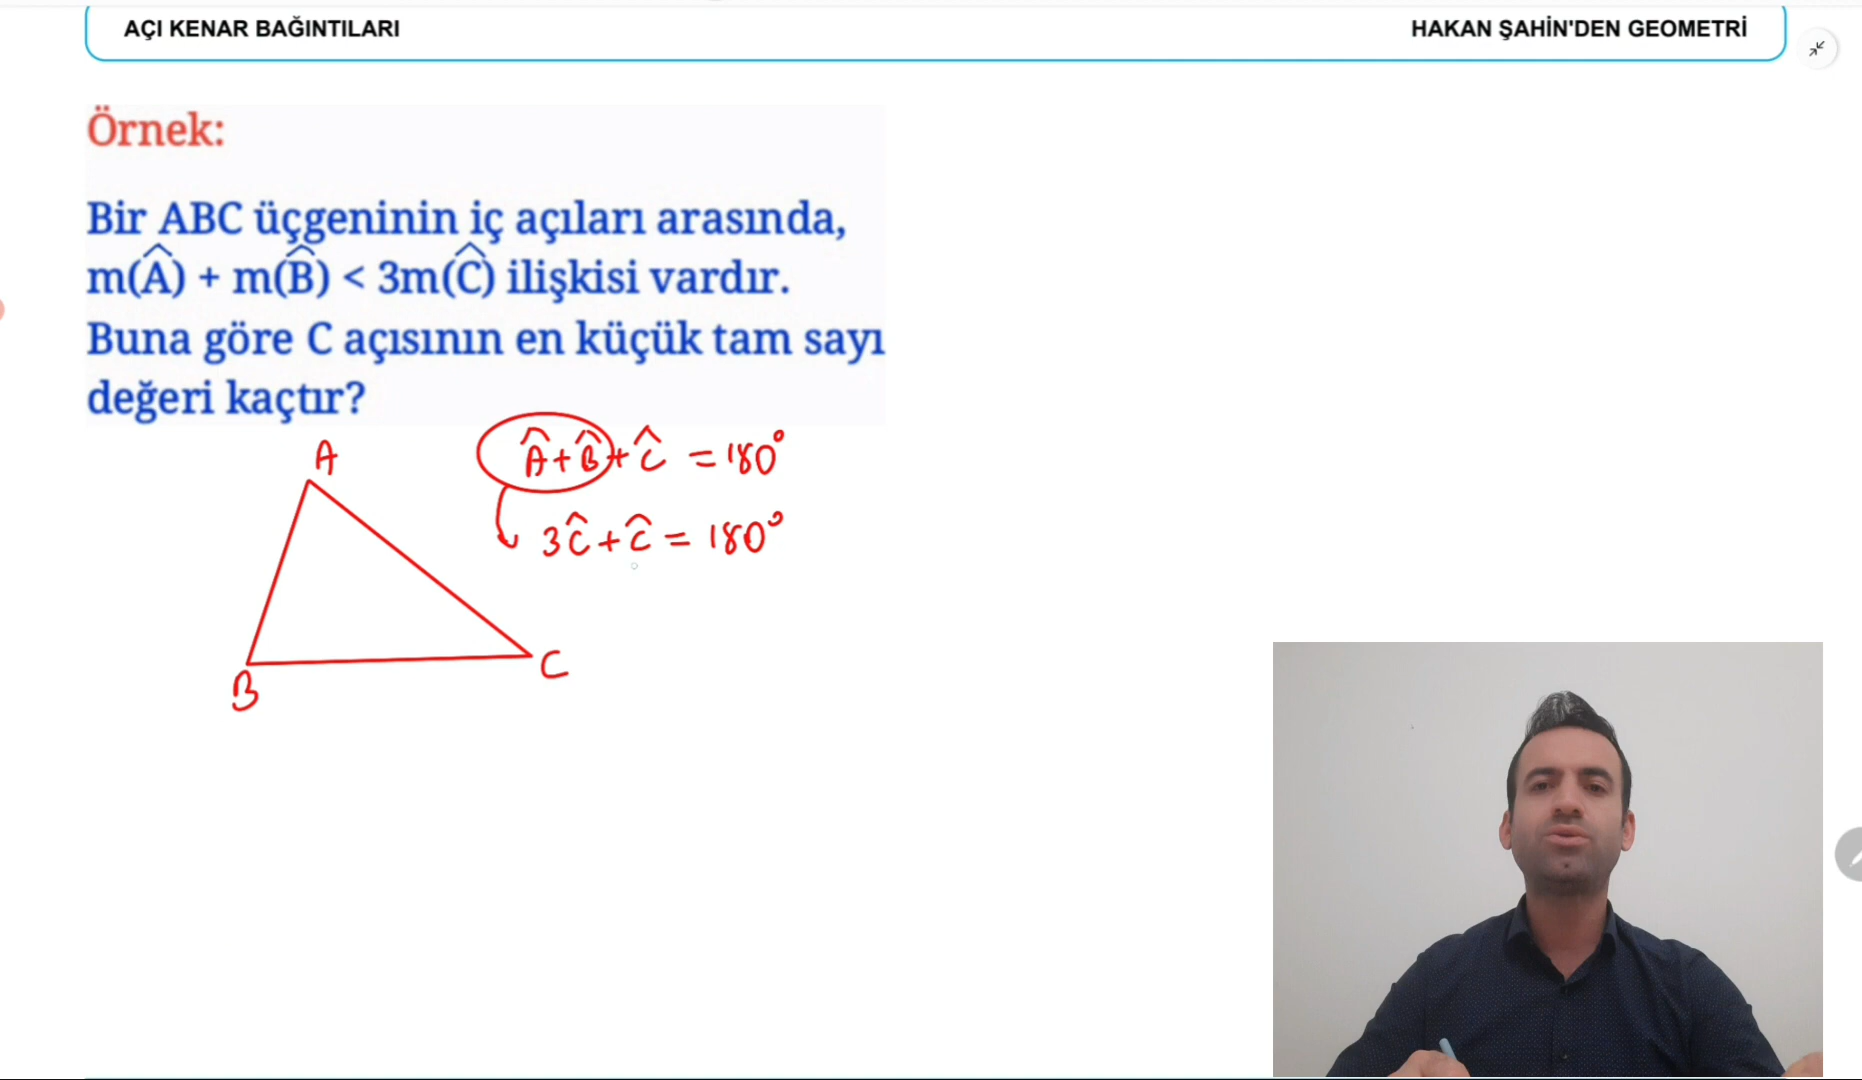 AÇI KENAR BAĞINTILARI
HAKAN ŞAHİN'DEN GEOMETRİ
Örnek:
Bir ABC üçgeninin iç açıları arasında,
m(Â) + m(B̂) < 3m(Ĉ) ilişkisi vardır.
Buna göre C açısının en küçük tam sayı
değeri kaçtır?
Â+B̂+Ĉ = 180°
3Ĉ+Ĉ = 180°
A
B
C